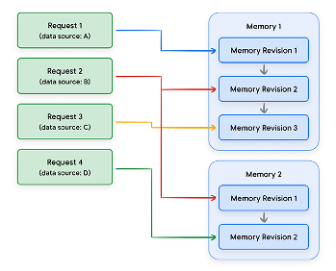 Request 1
(data source: A)
Request 2
(data source: B)
Request 3
(data source: C)
Request 4
(data source: D)
Memory 1
Memory Revision 1
Memory Revision 2
Memory Revision 3
Memory 2
Memory Revision 1
Memory Revision 2